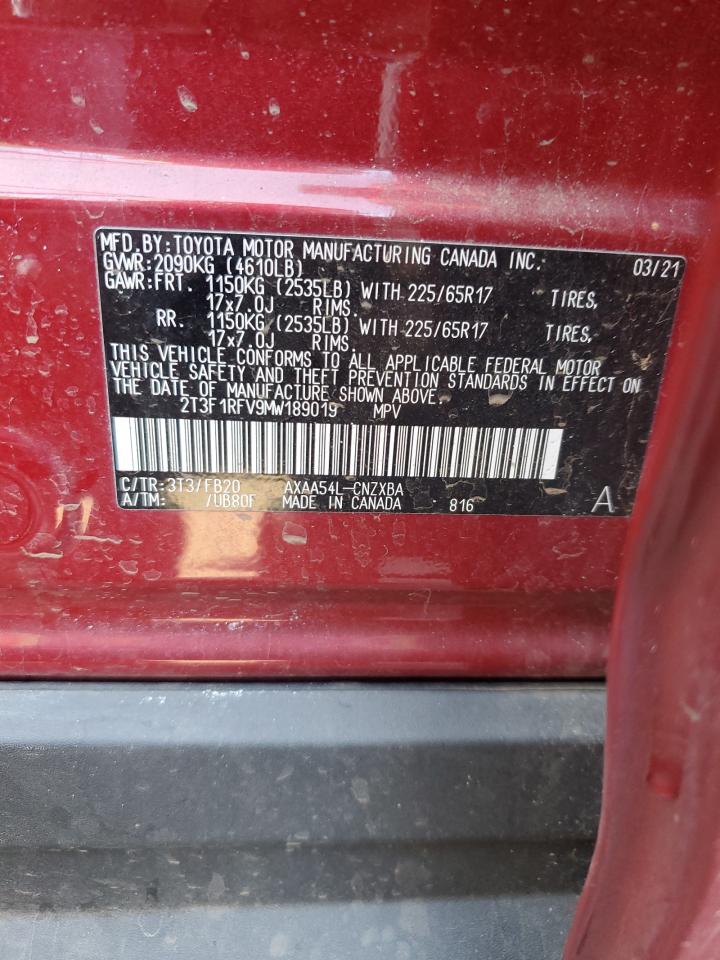 MFD.BY:TOYOTA MOTOR MANUFACTURING CANADA INC. 03/21
GVWR:2090KG (4610LB)
GAWR:FRT. 1150KG (2535LB) WITH 225/65R17 TIRES,
17x7.0J RIMS.
RR. 1150KG (2535LB) WITH 225/65R17 TIRES,
17x7.0J RIMS.
THIS VEHICLE CONFORMS TO ALL APPLICABLE FEDERAL MOTOR
VEHICLE SAFETY AND THEFT PREVENTION STANDARDS IN EFFECT ON
THE DATE OF MANUFACTURE SHOWN ABOVE.
2T3F1RFV9MW189019 MPV
C/TR:3T3/FB20 AXAA54L-CNZXBA
A/TM: /UB80F MADE IN CANADA 816 A